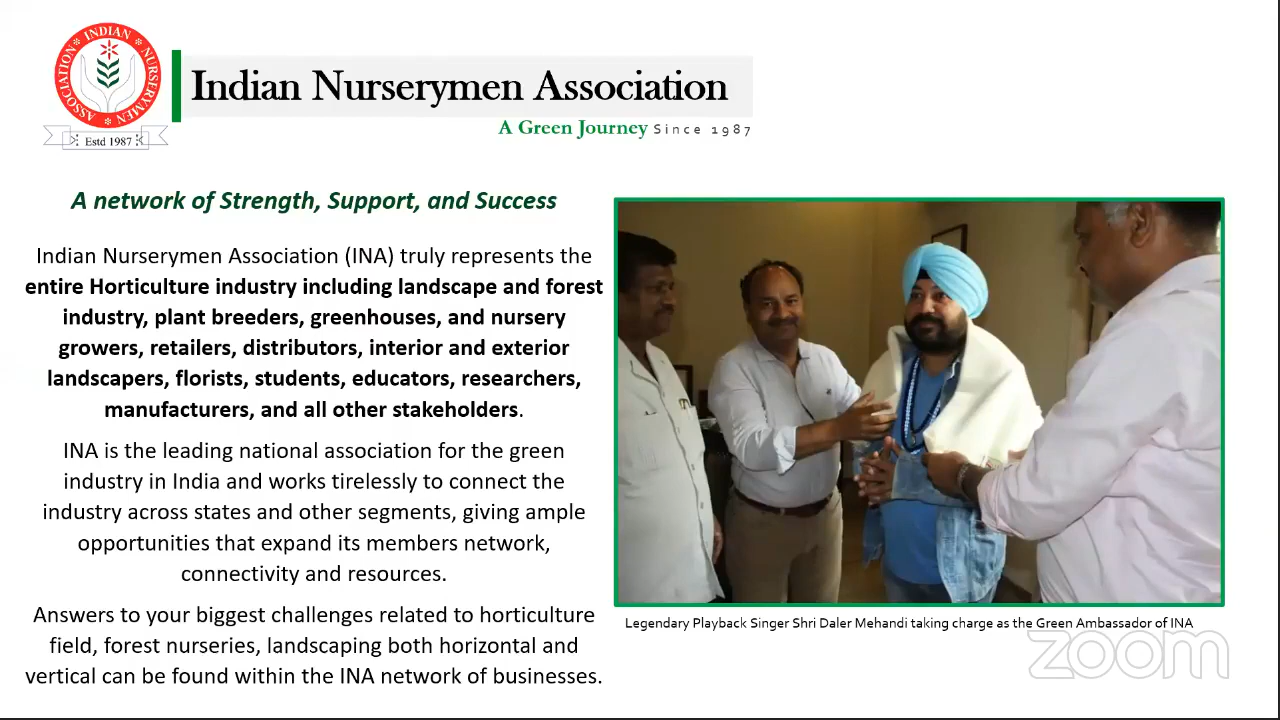 INDIAN NURSERYMEN ASSOCIATION
Estd 1987
Indian Nurserymen Association
A Green Journey Since 1987
A network of Strength, Support, and Success
Indian Nurserymen Association (INA) truly represents the
entire Horticulture industry including landscape and forest
industry, plant breeders, greenhouses, and nursery
growers, retailers, distributors, interior and exterior
landscapers, florists, students, educators, researchers,
manufacturers, and all other stakeholders.
INA is the leading national association for the green
industry in India and works tirelessly to connect the
industry across states and other segments, giving ample
opportunities that expand its members network,
connectivity and resources.
Answers to your biggest challenges related to horticulture
field, forest nurseries, landscaping both horizontal and
vertical can be found within the INA network of businesses.
Legendary Playback Singer Shri Daler Mehandi taking charge as the Green Ambassador of INA
zoom